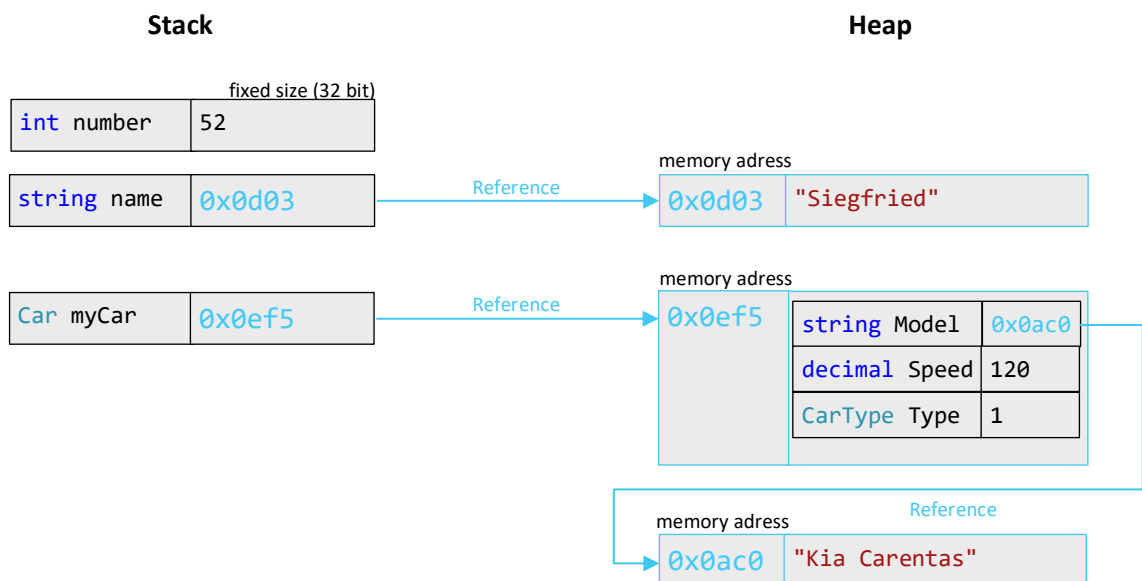 Stack
Heap
fixed size (32 bit)
int number 52
memory adress
string name 0x0d03
Reference
0x0d03 "Siegfried"
memory adress
Car myCar 0x0ef5
Reference
0x0ef5
string Model 0x0ac0
decimal Speed 120
CarType Type 1
Reference
memory adress
0x0ac0 "Kia Carentas"